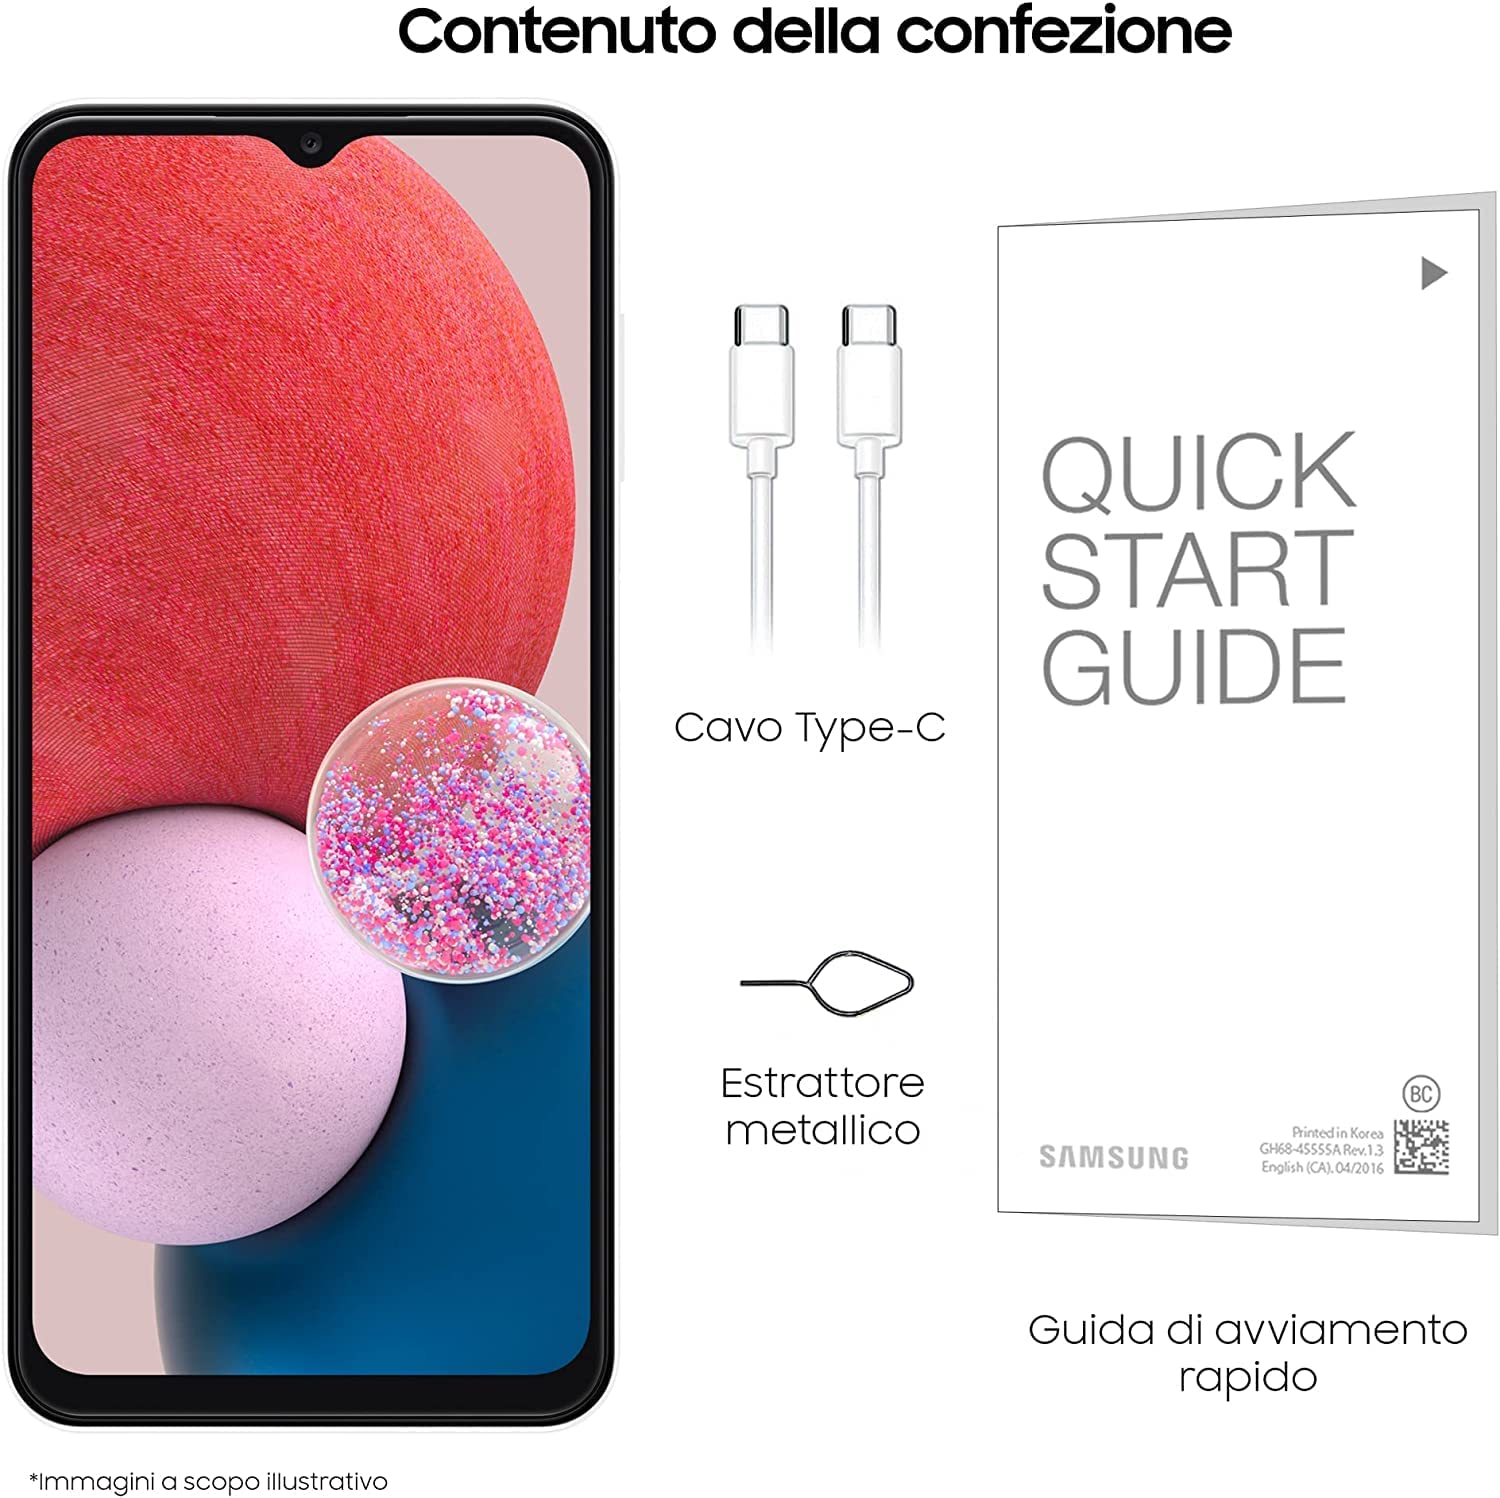 Contenuto della confezione
QUICK
START
GUIDE
Cavo Type-C
Estrattore
metallico
BC
Printed in Korea
GH68-45555A Rev.1.3
English (CA). 04/2016
SAMSUNG
Guida di avviamento
rapido
*Immagini a scopo illustrativo